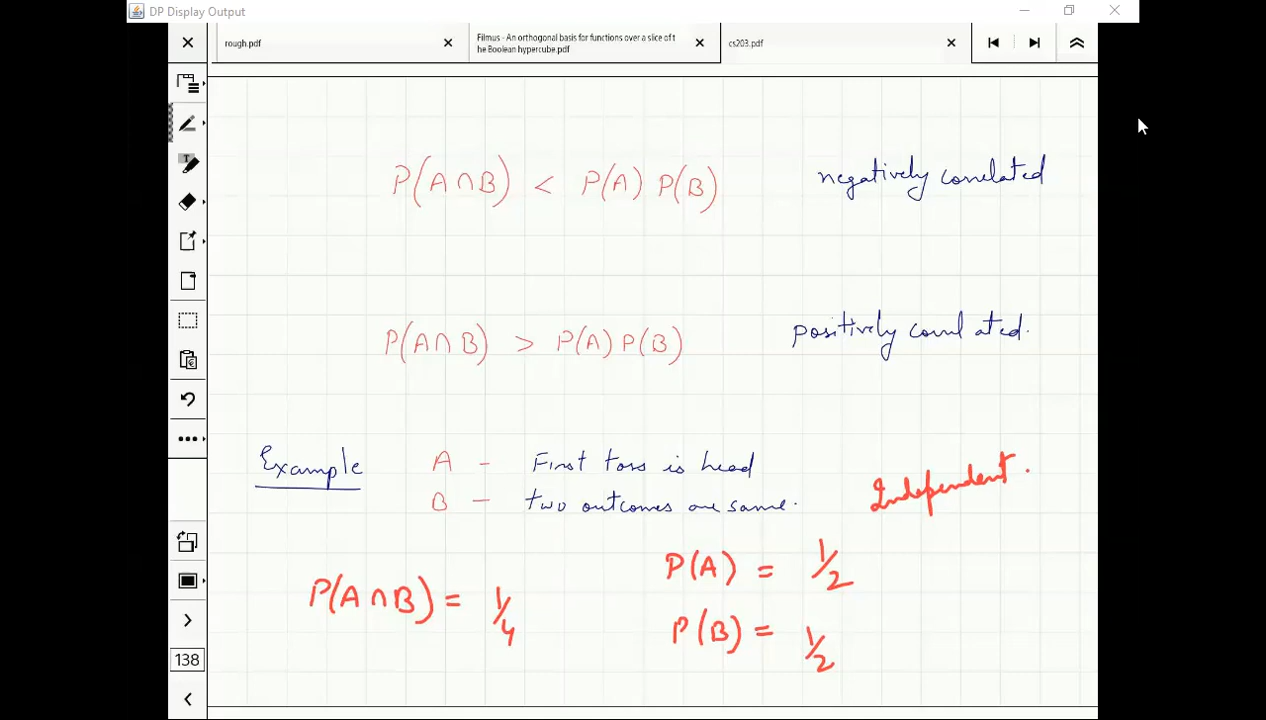 DP Display Output
rough.pdf
Filmus - An orthogonal basis for functions over a slice of t
he Boolean hypercube.pdf
cs203.pdf
P(A ∩ B) < P(A) P(B) negatively correlated
P(A ∩ B) > P(A) P(B) positively correlated.
Example A - First toss is head
B - two outcomes are same.
Independent.
P(A) = 1/2
P(A ∩ B) = 1/4
P(B) = 1/2
138